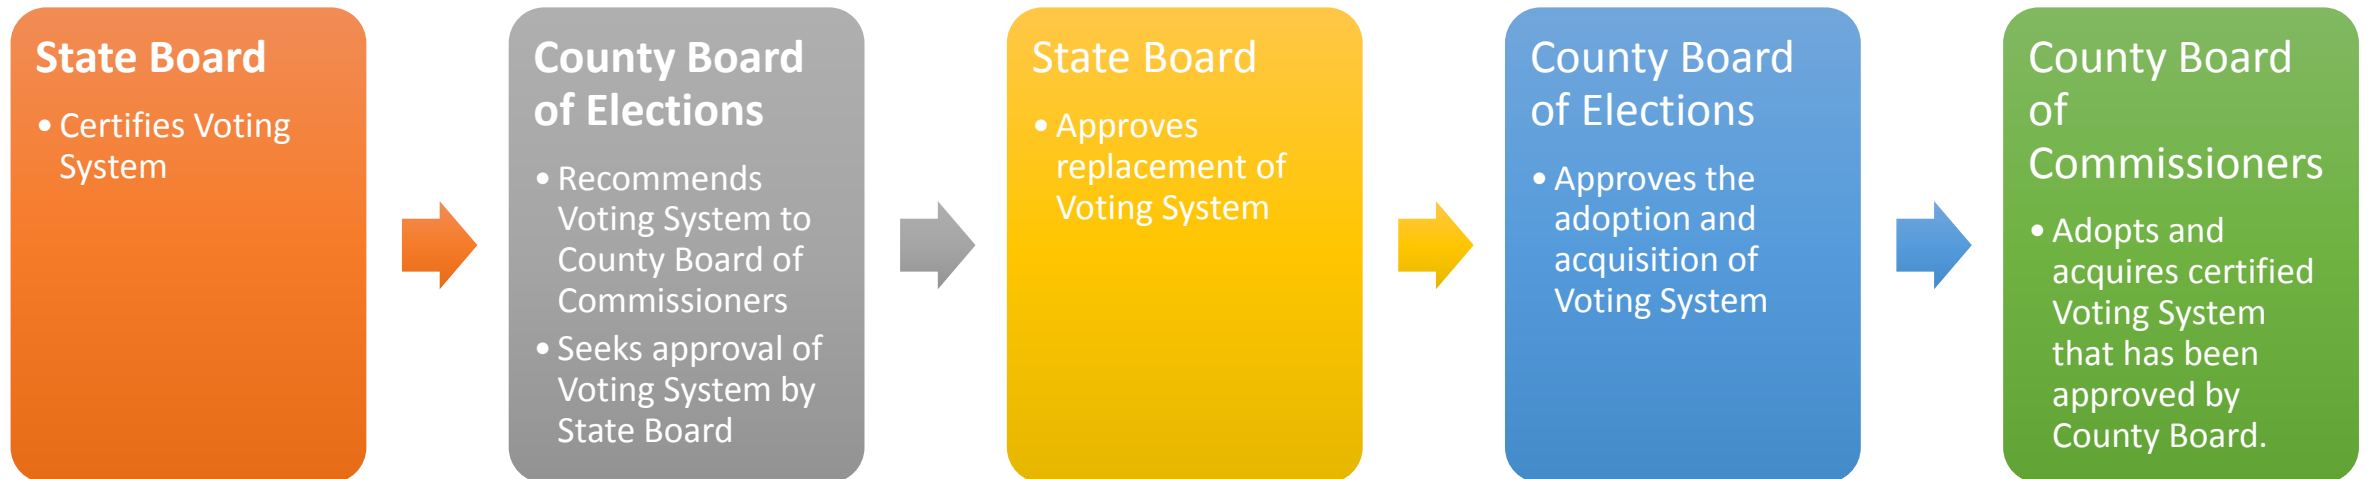 State Board
• Certifies Voting
System
County Board
of Elections
• Recommends
Voting System to
County Board of
Commissioners
• Seeks approval of
Voting System by
State Board
State Board
• Approves
replacement of
Voting System
County Board
of Elections
• Approves the
adoption and
acquisition of
Voting System
County Board
of
Commissioners
• Adopts and
acquires certified
Voting System
that has been
approved by
County Board.